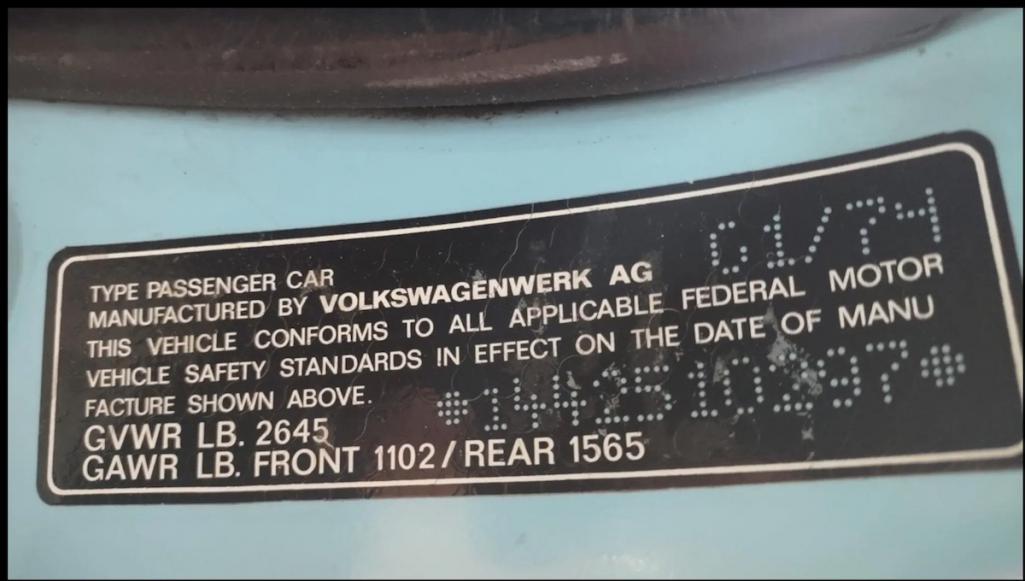 01/74
TYPE PASSENGER CAR
MANUFACTURED BY VOLKSWAGENWERK AG
THIS VEHICLE CONFORMS TO ALL APPLICABLE FEDERAL MOTOR
VEHICLE SAFETY STANDARDS IN EFFECT ON THE DATE OF MANU
FACTURE SHOWN ABOVE.
*1442510297*
GVWR LB. 2645
GAWR LB. FRONT 1102/REAR 1565